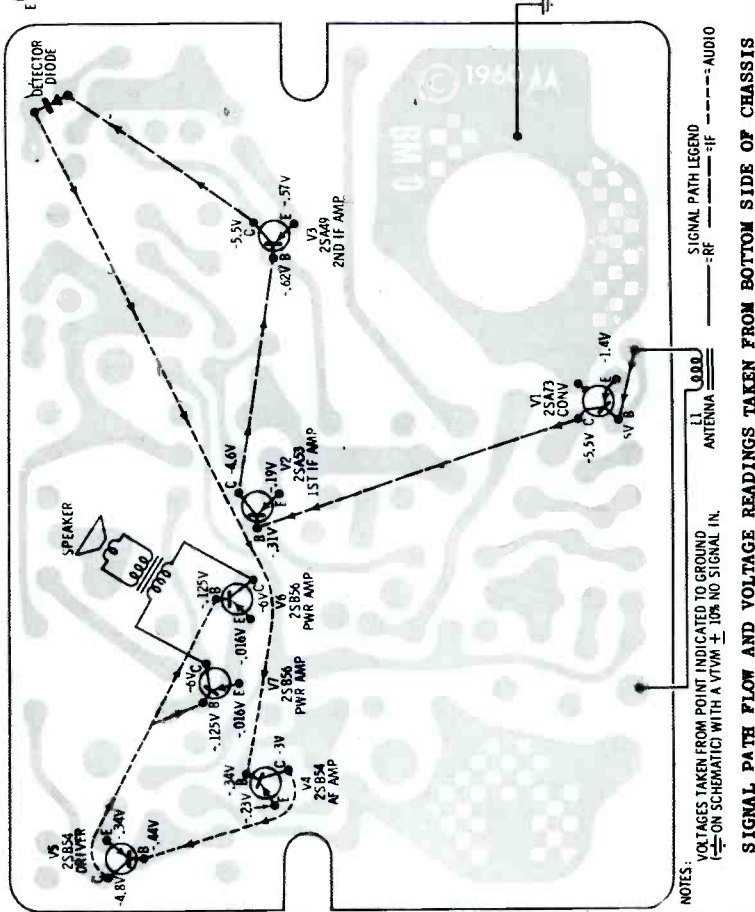 E
DETECTOR
DIODE
© 1960
BM 0
SPEAKER
V5
2SB54
DRIVER
C
E
-.34V
-4.8V
B
-.44V
-6V
C
-.125V
B
-.016V
E
V7
2SB56
PWR AMP
-.125V
B
-6V
C
-.016V
E
V6
2SB56
PWR AMP
-.34V
B
-.23V
E
C
-3V
V4
2SB54
AF AMP
C
-4.6V
B
-.31V
-.19V
E
V2
2SA53
1ST IF AMP
-5.5V
C
-.62V
B
E
-.57V
V3
2SA49
2ND IF AMP
V1
2SA73
CONV
-5.5V
C
E
-1.4V
B
L1
ANTENNA
NOTES:
VOLTAGES TAKEN FROM POINT INDICATED TO GROUND
(⏚ ON SCHEMATIC) WITH A VTVM ± 10% NO SIGNAL IN.
SIGNAL PATH LEGEND
=RF =IF =AUDIO
SIGNAL PATH FLOW AND VOLTAGE READINGS TAKEN FROM BOTTOM SIDE OF CHASSIS